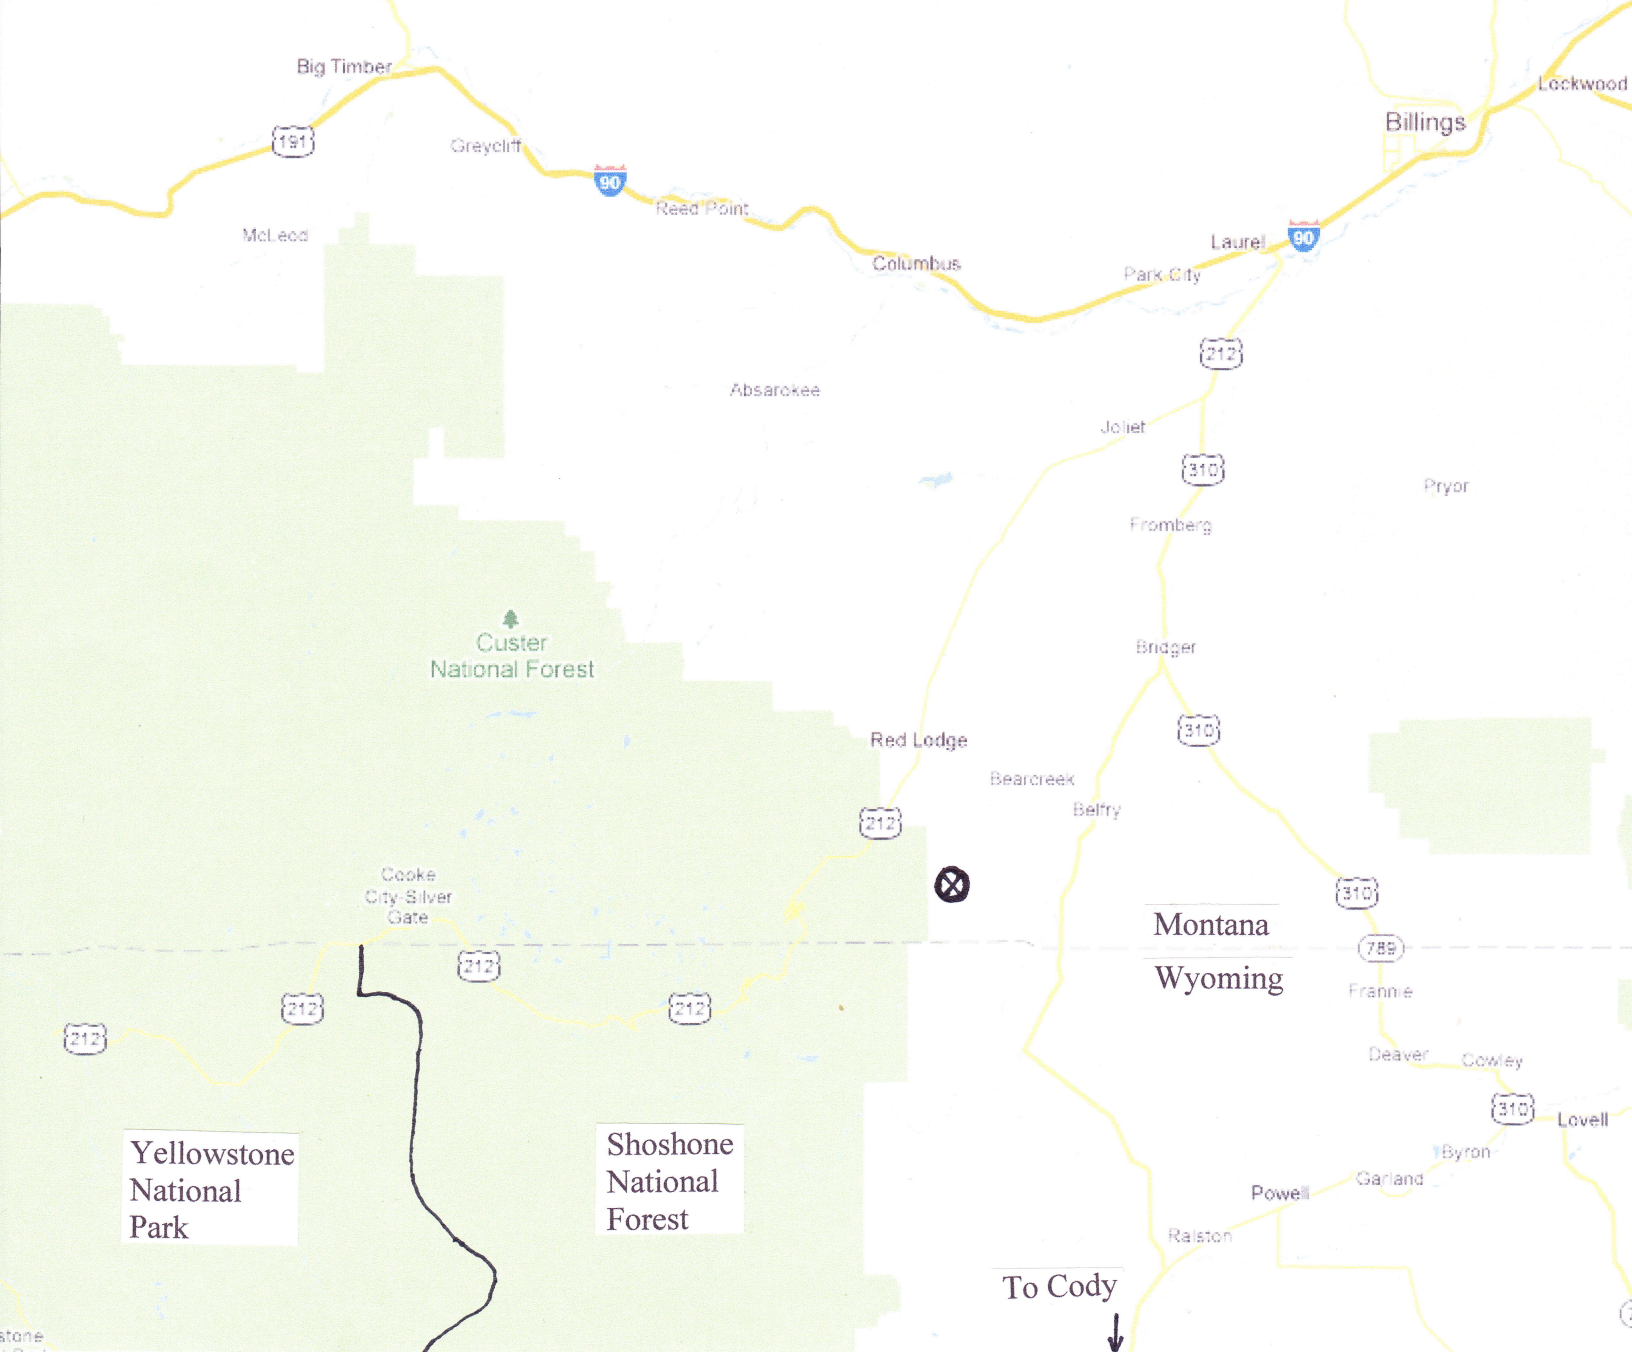 Big Timber
Lockwood
Billings
191
Greycliff
90
Reed Point
McLeod
Laurel
90
Columbus
Park City
212
Absarokee
Joliet
310
Pryor
Fromberg
Custer
National Forest
Bridger
310
Red Lodge
Bearcreek
Belfry
212
Cooke
City-Silver
Gate
310
Montana
789
212
Wyoming
Frannie
212
212
212
Deaver
Cowley
310
Lovell
Yellowstone
National
Park
Shoshone
National
Forest
Byron
Garland
Powell
Ralston
To Cody
stone